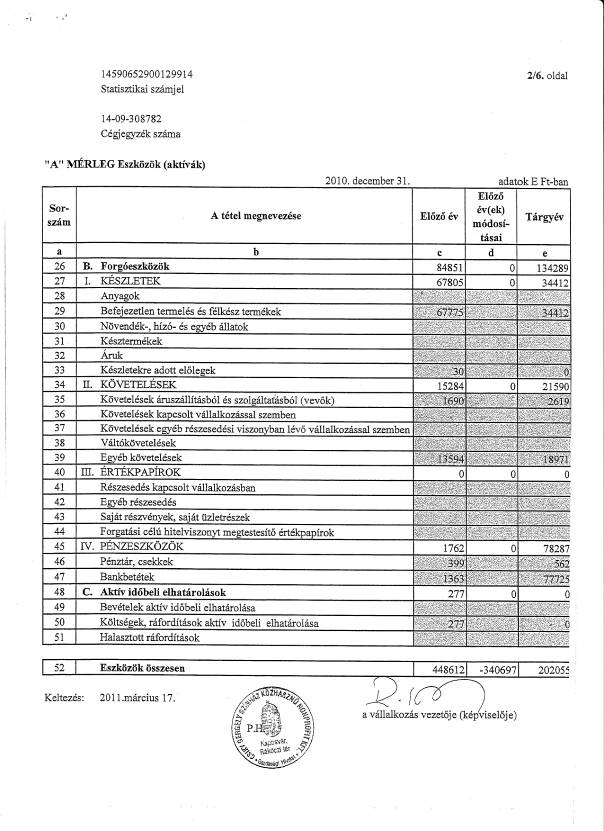 14590652900129914
2/6. oldal
Statisztikai számjel
14-09-308782
Cégjegyzék száma
"A" MÉRLEG Eszközök (aktívák)
2010. december 31. adatok E Ft-ban
Sor-szám A tétel megnevezése Előző év Előző év(ek) módosí-tásai Tárgyév
a b c d e
26 B. Forgóeszközök 84851 0 134289
27 I. KÉSZLETEK 67805 0 34412
28 Anyagok
29 Befejezetlen termelés és félkész termékek 67775 34412
30 Növendék-, hízó- és egyéb állatok
31 Késztermékek
32 Áruk
33 Készletekre adott előlegek 30 0
34 II. KÖVETELÉSEK 15284 0 21590
35 Követelések áruszállításból és szolgáltatásból (vevők) 1690 2619
36 Követelések kapcsolt vállalkozással szemben
37 Követelések egyéb részesedési viszonyban lévő vállalkozással szemben
38 Váltókövetelések
39 Egyéb követelések 13594 18971
40 III. ÉRTÉKPAPÍROK 0 0 0
41 Részesedés kapcsolt vállalkozásban
42 Egyéb részesedés
43 Saját részvények, saját üzletrészek
44 Forgatási célú hitelviszonyt megtestesítő értékpapírok
45 IV. PÉNZESZKÖZÖK 1762 0 78287
46 Pénztár, csekkek 399 562
47 Bankbetétek 1363 77725
48 C. Aktív időbeli elhatárolások 277 0 0
49 Bevételek aktív időbeli elhatárolása
50 Költségek, ráfordítások aktív időbeli elhatárolása 277 0
51 Halasztott ráfordítások
52 Eszközök összesen 448612 -340697 202055
Keltezés: 2011.március 17.
CSIKY GERGELY SZÍNHÁZ KÖZHASZNÚ NONPROFIT KFT.
P.H.
Kaposvár,
Rákóczi tér
Gazdasági Hivatal
a vállalkozás vezetője (képviselője)